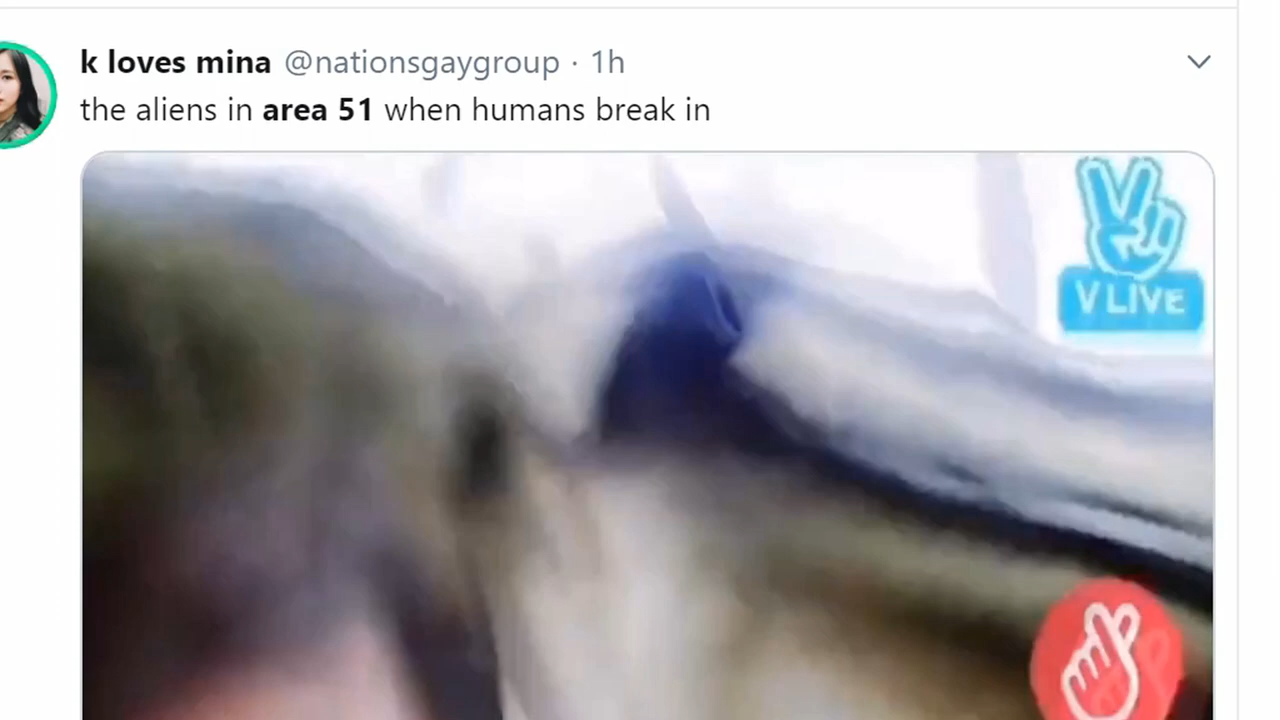 k loves mina @nationsgaygroup · 1h
the aliens in area 51 when humans break in
V LIVE